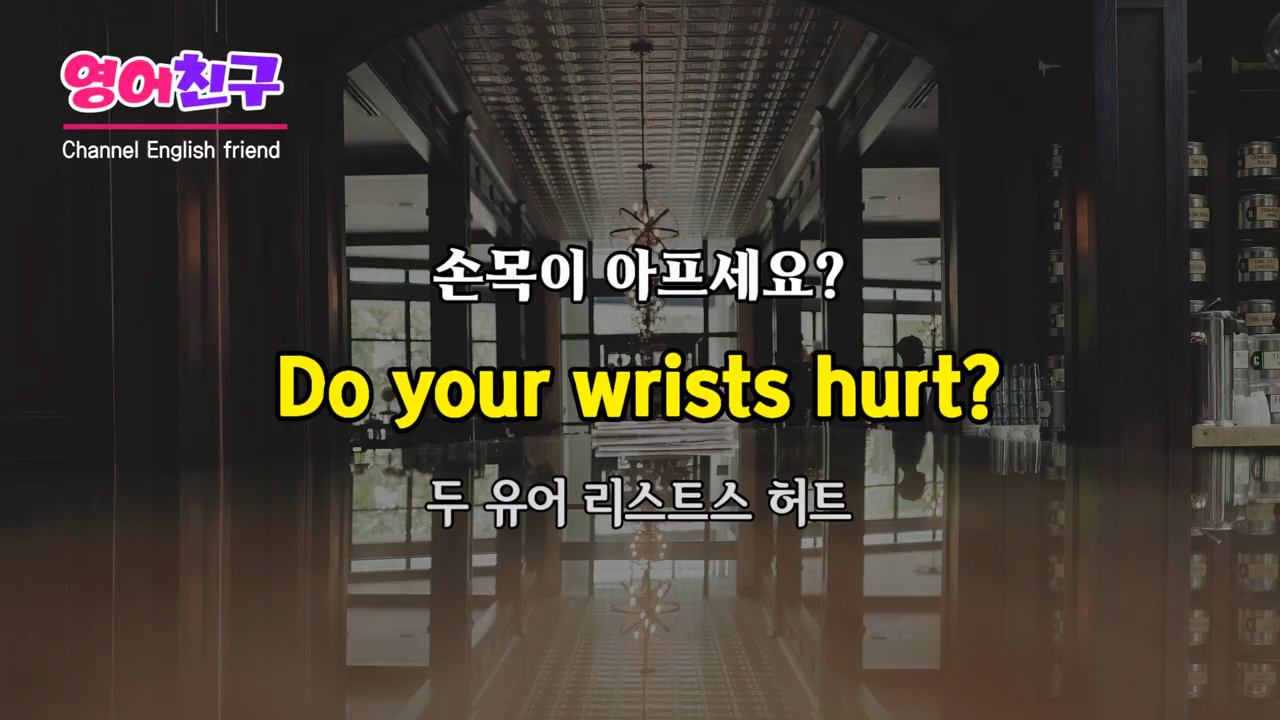 영어친구
Channel English friend
손목이 아프세요?
Do your wrists hurt?
두 유어 리스트스 허트